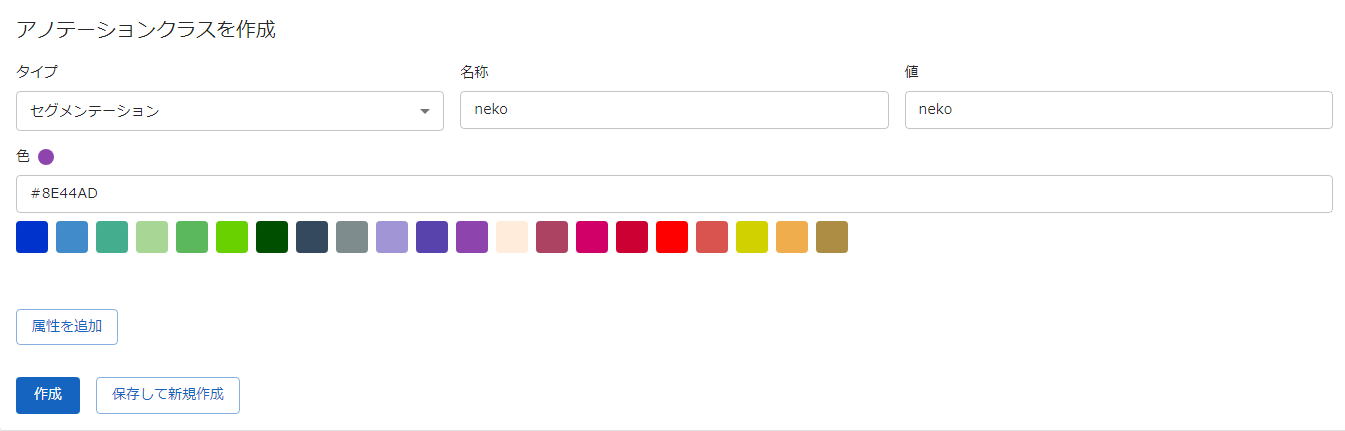 アノテーションクラスを作成
タイプ 名称 値
セグメンテーション neko neko
色
#8E44AD
属性を追加
作成 保存して新規作成